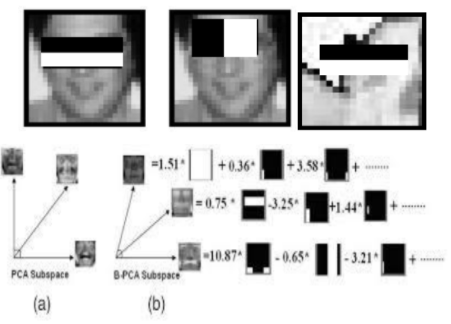 =1.51* + 0.36* + 3.58* + ........
= 0.75 * -3.25* +1.44* + ........
=10.87* - 0.65* - 3.21* + ........
PCA Subspace B-PCA Subspace
(a) (b)